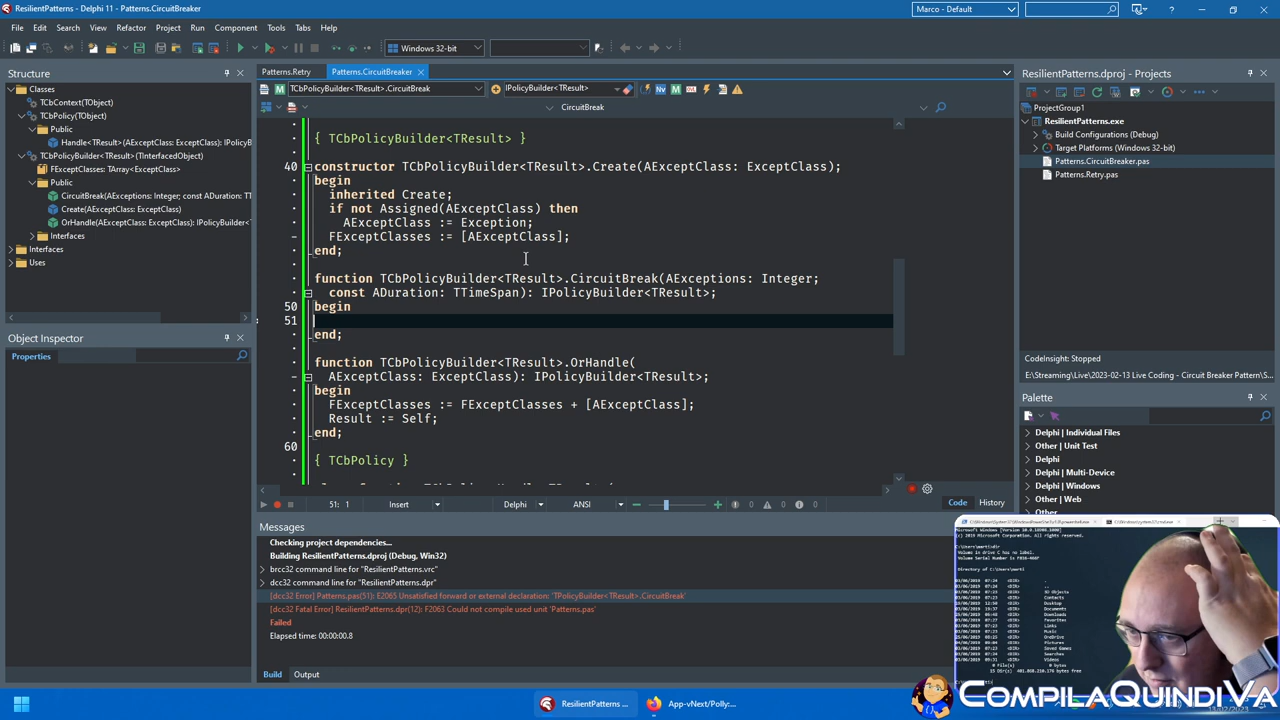 ResilientPatterns - Delphi 11 - Patterns.CircuitBreaker
Marco - Default
File Edit Search View Refactor Project Run Component Tools Tabs Help
Windows 32-bit
Structure
Classes
TCbContext(TObject)
TCbPolicy(TObject)
Public
Handle<TResult>(AExceptClass: ExceptClass): IPolicyB
TCbPolicyBuilder<TResult>(TInterfacedObject)
FExceptClasses: TArray<ExceptClass>
Public
CircuitBreak(AExceptions: Integer; const ADuration: TT
Create(AExceptClass: ExceptClass)
OrHandle(AExceptClass: ExceptClass): IPolicyBuilder<T
Interfaces
Interfaces
Uses
Object Inspector
Properties
Patterns.Retry
Patterns.CircuitBreaker
TCbPolicyBuilder<TResult>.CircuitBreak
IPolicyBuilder<TResult>
CircuitBreak
{ TCbPolicyBuilder<TResult> }
40 constructor TCbPolicyBuilder<TResult>.Create(AExceptClass: ExceptClass);
begin
inherited Create;
if not Assigned(AExceptClass) then
AExceptClass := Exception;
FExceptClasses := [AExceptClass];
end;
function TCbPolicyBuilder<TResult>.CircuitBreak(AExceptions: Integer;
const ADuration: TTimeSpan): IPolicyBuilder<TResult>;
50 begin
51
end;
function TCbPolicyBuilder<TResult>.OrHandle(
AExceptClass: ExceptClass): IPolicyBuilder<TResult>;
begin
FExceptClasses := FExceptClasses + [AExceptClass];
Result := Self;
end;
60
{ TCbPolicy }
51: 1 Insert Delphi ANSI 0 0 0
Code History
Messages
Checking project dependencies...
Building ResilientPatterns.dproj (Debug, Win32)
brcc32 command line for "ResilientPatterns.vrc"
dcc32 command line for "ResilientPatterns.dpr"
[dcc32 Error] Patterns.pas(51): E2065 Unsatisfied forward or external declaration: 'TPolicyBuilder<TResult>.CircuitBreak'
[dcc32 Fatal Error] ResilientPatterns.dpr(12): F2063 Could not compile used unit 'Patterns.pas'
Failed
Elapsed time: 00:00:00.8
Build Output
ResilientPatterns.dproj - Projects
ProjectGroup1
ResilientPatterns.exe
Build Configurations (Debug)
Target Platforms (Windows 32-bit)
Patterns.CircuitBreaker.pas
Patterns.Retry.pas
CodeInsight: Stopped
E:\Streaming\Live\2023-02-13 Live Coding - Circuit Breaker Pattern\S...
Palette
Delphi | Individual Files
Other | Unit Test
Delphi
Delphi | Multi-Device
Delphi | Windows
Other | Web
Other
ResilientPatterns ...
App-vNext/Polly:...
COMPILAQUINDIVA